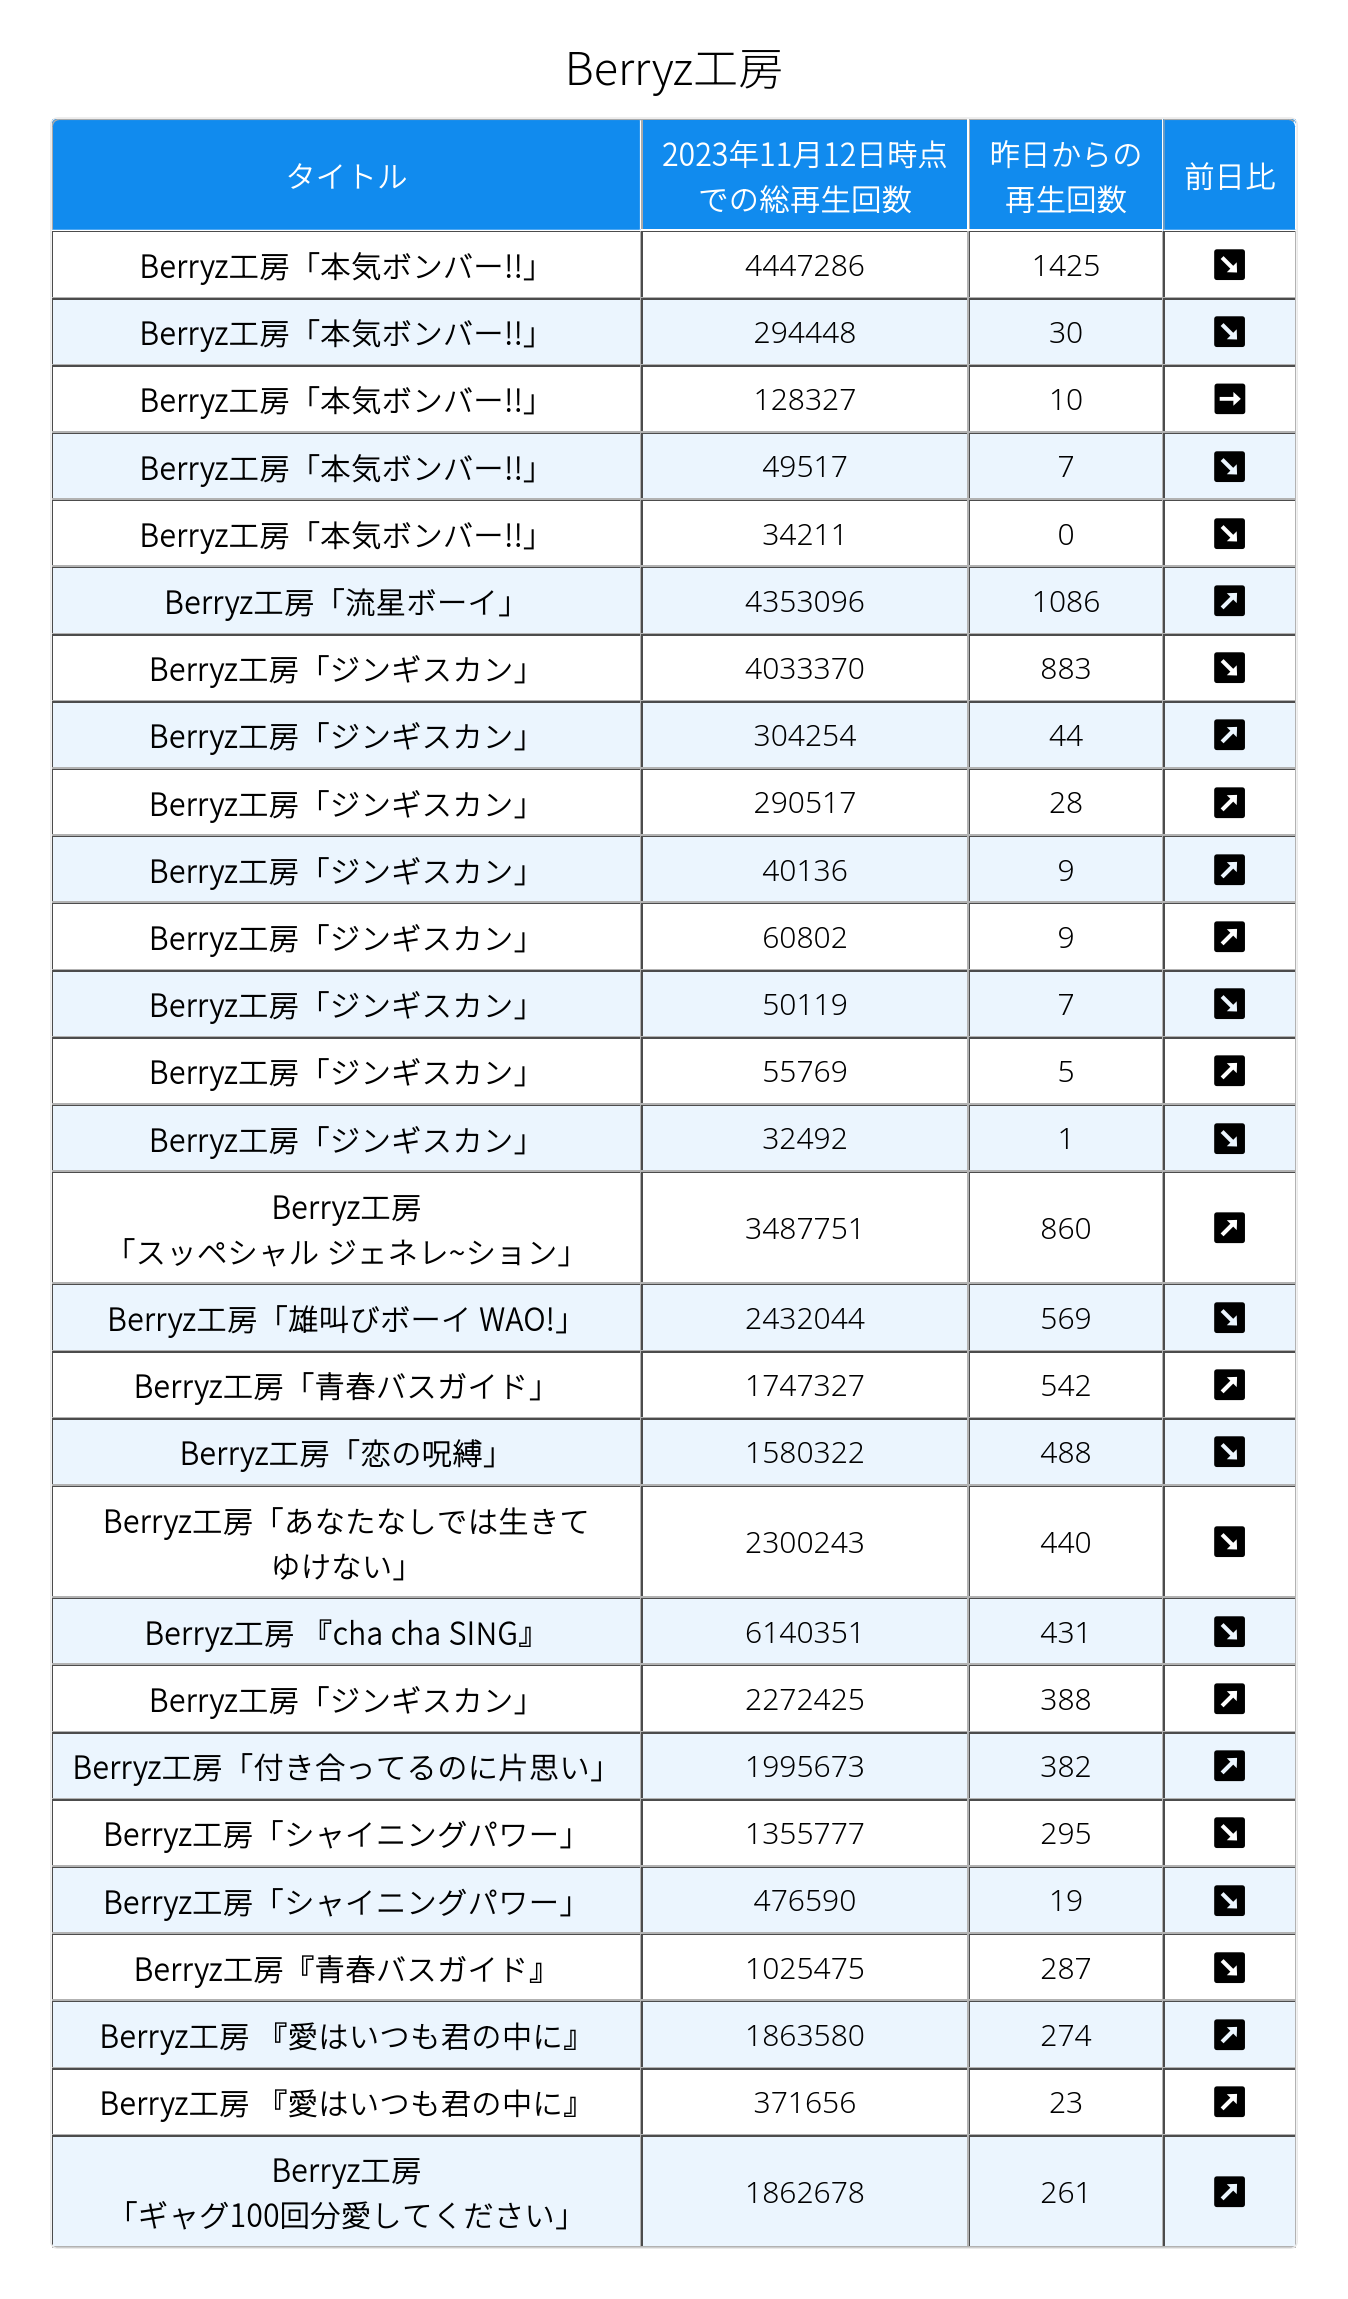 Berryz工房
タイトル
2023年11月12日時点
での総再生回数
昨日からの
再生回数
前日比
Berryz工房「本気ボンバー!!」 4447286 1425 ↘
Berryz工房「本気ボンバー!!」 294448 30 ↘
Berryz工房「本気ボンバー!!」 128327 10 →
Berryz工房「本気ボンバー!!」 49517 7 ↘
Berryz工房「本気ボンバー!!」 34211 0 ↘
Berryz工房「流星ボーイ」 4353096 1086 ↗
Berryz工房「ジンギスカン」 4033370 883 ↘
Berryz工房「ジンギスカン」 304254 44 ↗
Berryz工房「ジンギスカン」 290517 28 ↗
Berryz工房「ジンギスカン」 40136 9 ↗
Berryz工房「ジンギスカン」 60802 9 ↗
Berryz工房「ジンギスカン」 50119 7 ↘
Berryz工房「ジンギスカン」 55769 5 ↗
Berryz工房「ジンギスカン」 32492 1 ↘
Berryz工房
「スッペシャル ジェネレ~ション」 3487751 860 ↗
Berryz工房「雄叫びボーイ WAO!」 2432044 569 ↘
Berryz工房「青春バスガイド」 1747327 542 ↗
Berryz工房「恋の呪縛」 1580322 488 ↘
Berryz工房「あなたなしでは生きて
ゆけない」 2300243 440 ↘
Berryz工房 『cha cha SING』 6140351 431 ↘
Berryz工房「ジンギスカン」 2272425 388 ↗
Berryz工房「付き合ってるのに片思い」 1995673 382 ↗
Berryz工房「シャイニングパワー」 1355777 295 ↘
Berryz工房「シャイニングパワー」 476590 19 ↘
Berryz工房『青春バスガイド』 1025475 287 ↘
Berryz工房 『愛はいつも君の中に』 1863580 274 ↗
Berryz工房 『愛はいつも君の中に』 371656 23 ↗
Berryz工房
「ギャグ100回分愛してください」 1862678 261 ↗